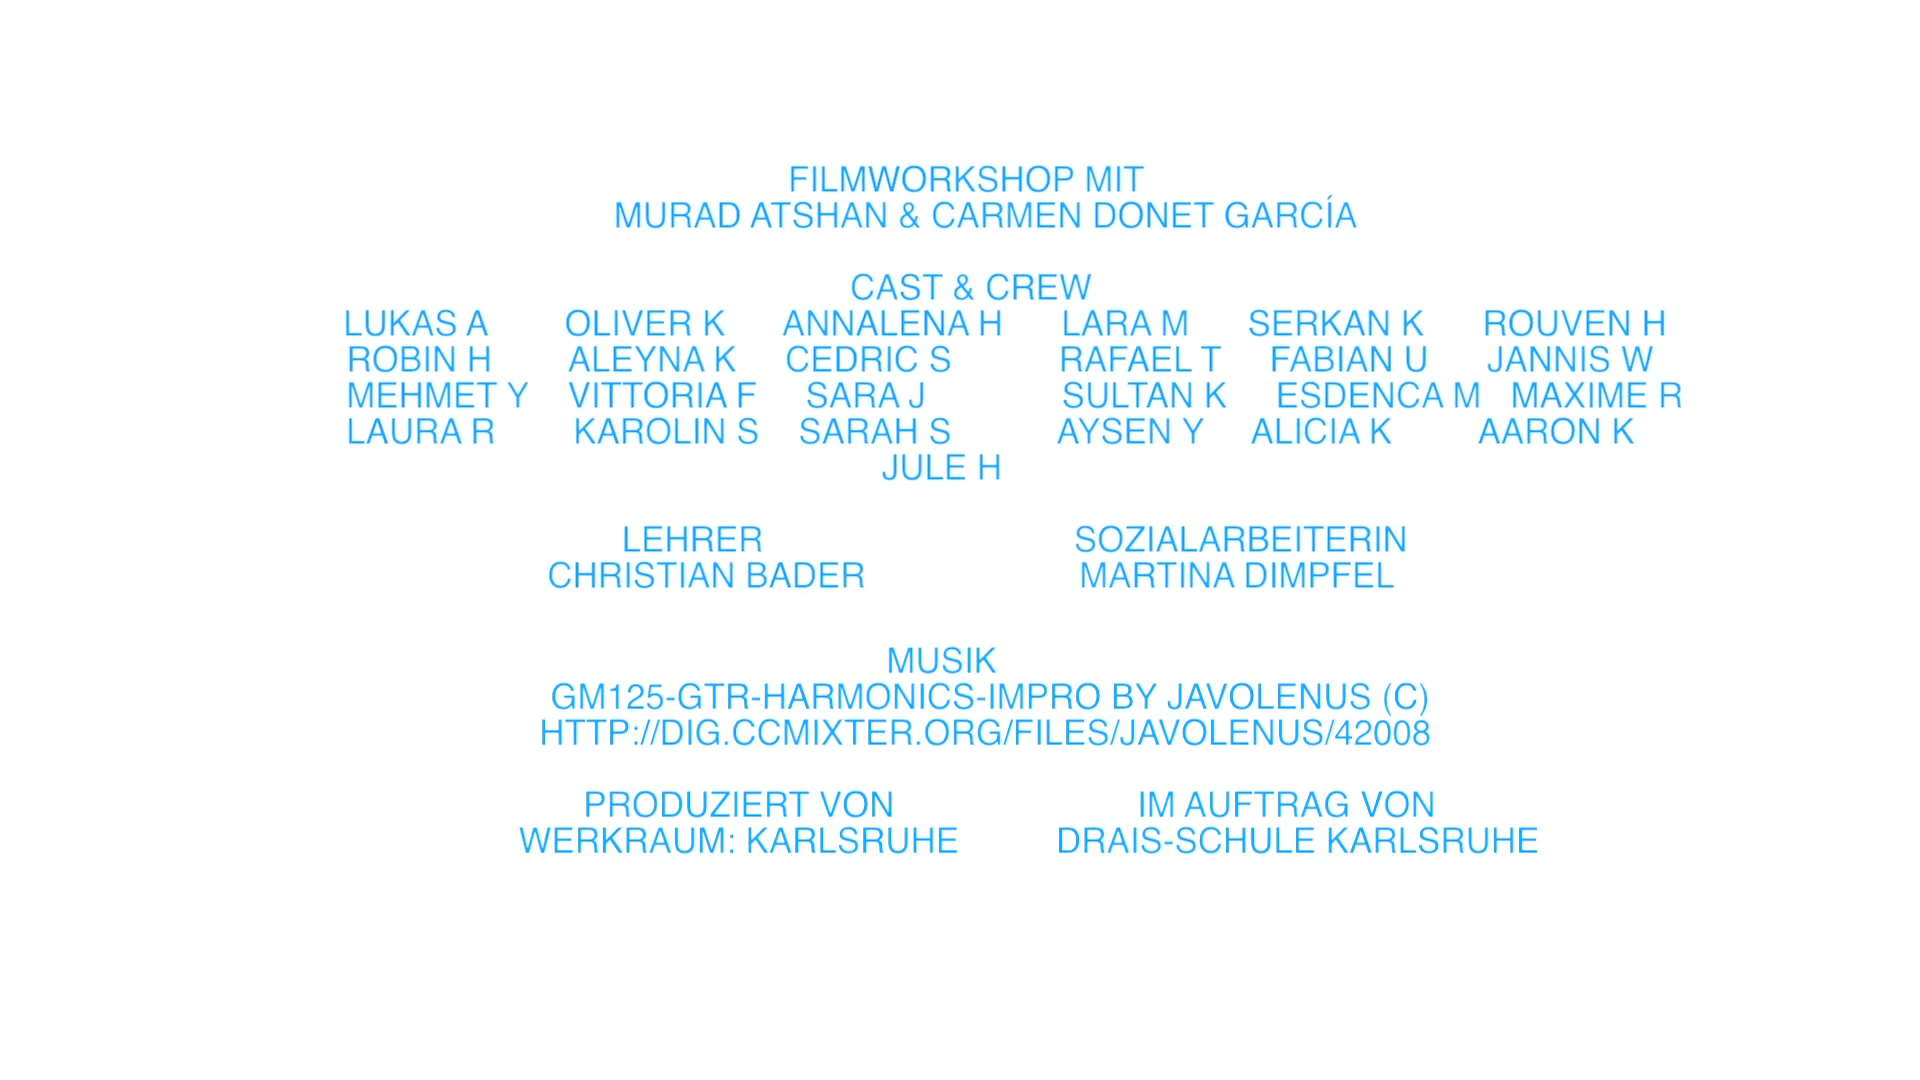 FILMWORKSHOP MIT
MURAD ATSHAN & CARMEN DONET GARCÍA
CAST & CREW
LUKAS A OLIVER K ANNALENA H LARA M SERKAN K ROUVEN H
ROBIN H ALEYNA K CEDRIC S RAFAEL T FABIAN U JANNIS W
MEHMET Y VITTORIA F SARA J SULTAN K ESDENCA M MAXIME R
LAURA R KAROLIN S SARAH S AYSEN Y ALICIA K AARON K
JULE H
LEHRER SOZIALARBEITERIN
CHRISTIAN BADER MARTINA DIMPFEL
MUSIK
GM125-GTR-HARMONICS-IMPRO BY JAVOLENUS (C)
HTTP://DIG.CCMIXTER.ORG/FILES/JAVOLENUS/42008
PRODUZIERT VON IM AUFTRAG VON
WERKRAUM: KARLSRUHE DRAIS-SCHULE KARLSRUHE